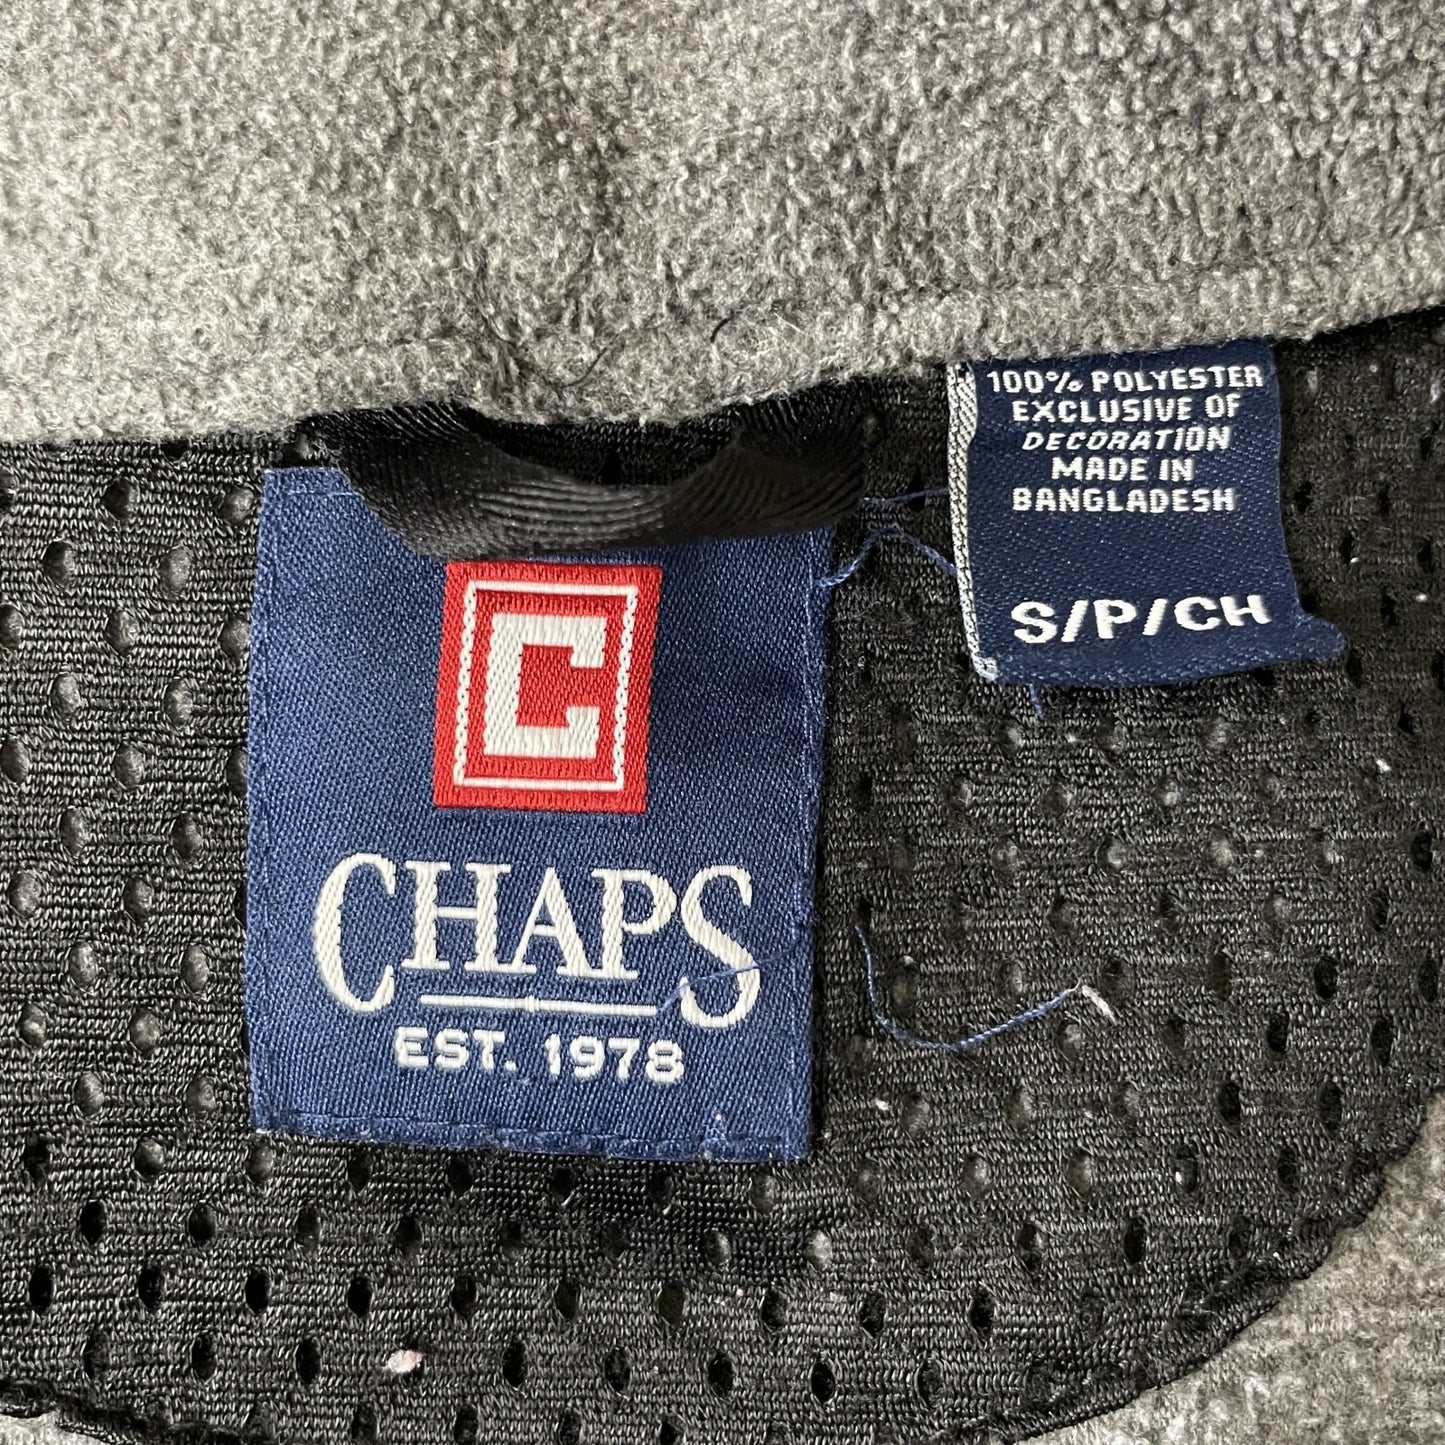 C
CHAPS
EST. 1978
100% POLYESTER
EXCLUSIVE OF
DECORATION
MADE IN
BANGLADESH
S/P/CH